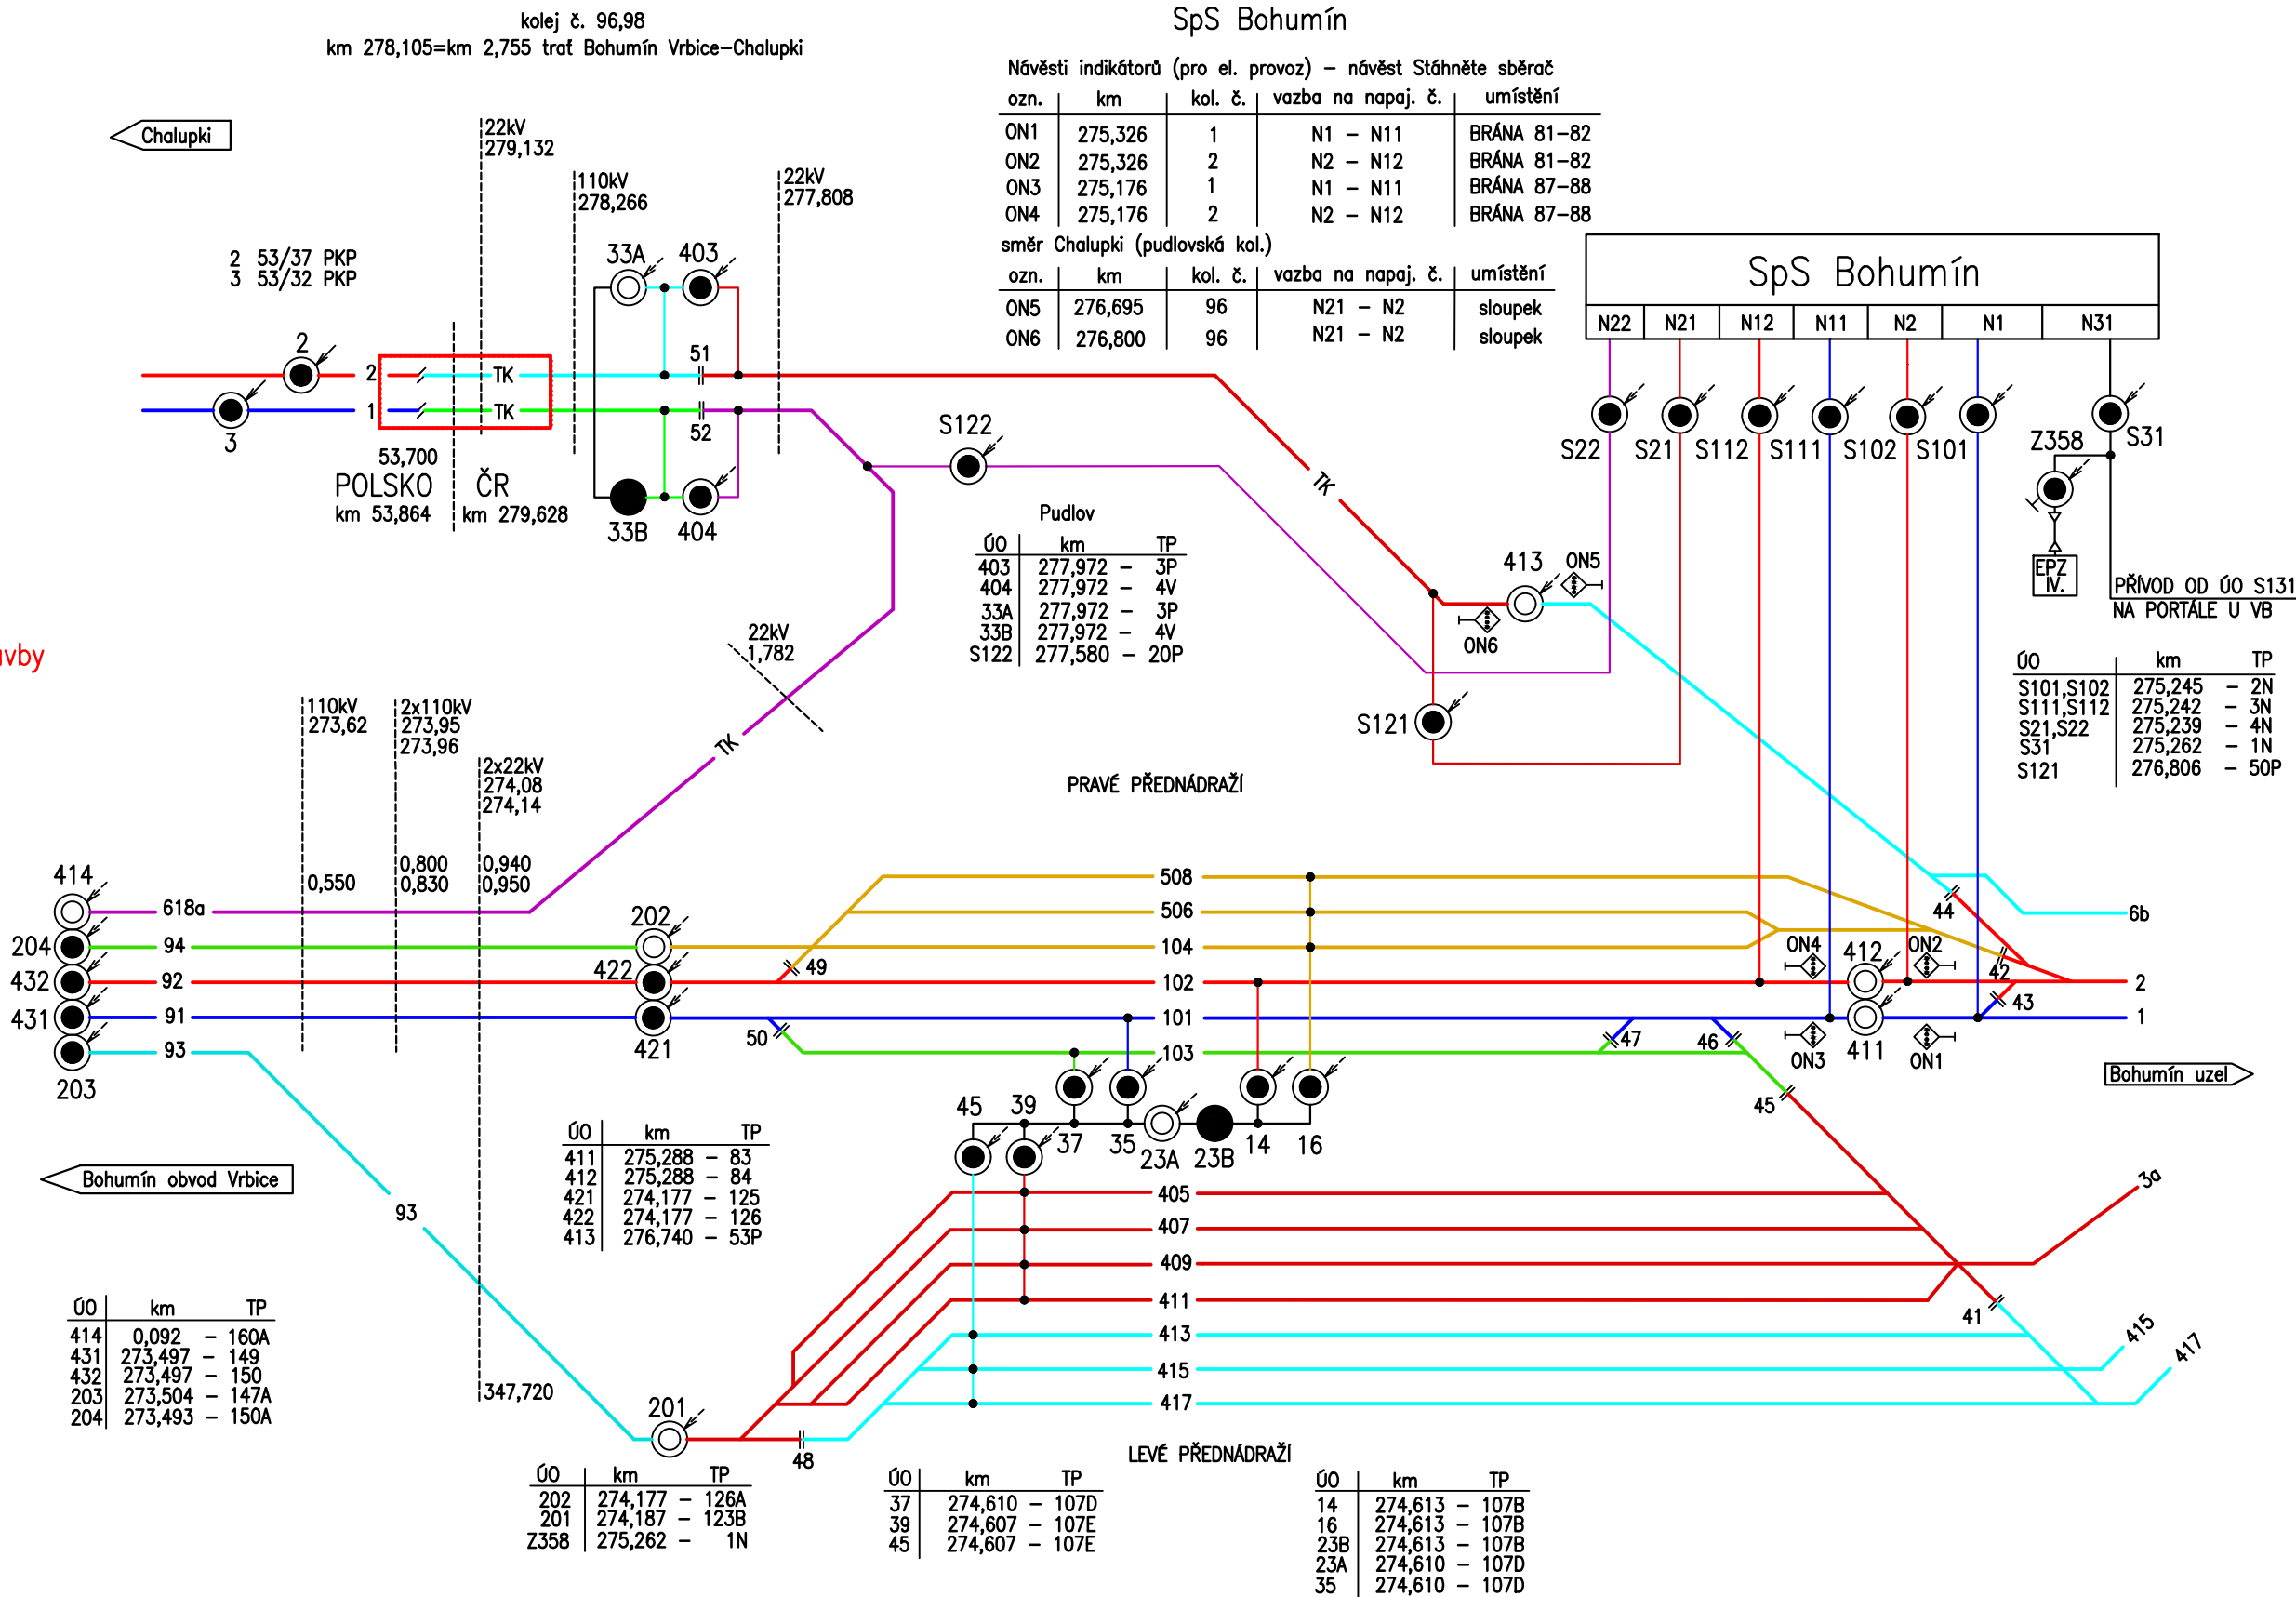 kolej č. 96,98
km 278,105=km 2,755 trať Bohumín Vrbice-Chalupki
SpS Bohumín
Návěsti indikátorů (pro el. provoz) - návěst Stáhněte sběrač
ozn. km kol. č. vazba na napaj. č. umístění
ON1 275,326 1 N1 - N11 BRÁNA 81-82
ON2 275,326 2 N2 - N12 BRÁNA 81-82
ON3 275,176 1 N1 - N11 BRÁNA 87-88
ON4 275,176 2 N2 - N12 BRÁNA 87-88
směr Chalupki (pudlovská kol.)
ozn. km kol. č. vazba na napaj. č. umístění
ON5 276,695 96 N21 - N2 sloupek
ON6 276,800 96 N21 - N2 sloupek
Chalupki
22kV
279,132
110kV
278,266
22kV
277,808
2 53/37 PKP
3 53/32 PKP
33A
403
2
3
2
TK
1
TK
51
52
53,700
POLSKO
ČR
km 53,864
km 279,628
33B
404
S122
TK
SpS Bohumín
N22 N21 N12 N11 N2 N1 N31
S22
S21
S112
S111
S102
S101
Z358
S31
EPZ
IV.
PŘÍVOD OD ÚO S131
NA PORTÁLE U VB
413
ON5
ON6
S121
Pudlov
ÚO km TP
403 277,972 - 3P
404 277,972 - 4V
33A 277,972 - 3P
33B 277,972 - 4V
S122 277,580 - 20P
ÚO km TP
S101,S102 275,245 - 2N
S111,S112 275,242 - 3N
S21,S22 275,239 - 4N
S31 275,262 - 1N
S121 276,806 - 50P
22kV
1,782
TK
110kV
273,62
2x110kV
273,95
273,96
2x22kV
274,08
274,14
PRAVÉ PŘEDNÁDRAŽÍ
0,550
0,800
0,830
0,940
0,950
414
618a
204
94
432
92
431
91
93
203
202
422
421
49
50
508
506
104
102
101
103
44
6b
ON4
412
ON2
42
2
43
1
47
46
ON3
411
ON1
45
Bohumín uzel
45
39
37
35
23A
23B
14
16
Bohumín obvod Vrbice
93
ÚO km TP
411 275,288 - 83
412 275,288 - 84
421 274,177 - 125
422 274,177 - 126
413 276,740 - 53P
405
407
409
411
413
415
417
3a
41
415
417
ÚO km TP
414 0,092 - 160A
431 273,497 - 149
432 273,497 - 150
203 273,504 - 147A
204 273,493 - 150A
347,720
201
48
LEVÉ PŘEDNÁDRAŽÍ
ÚO km TP
202 274,177 - 126A
201 274,187 - 123B
Z358 275,262 - 1N
ÚO km TP
37 274,610 - 107D
39 274,607 - 107E
45 274,607 - 107E
ÚO km TP
14 274,613 - 107B
16 274,613 - 107B
23B 274,613 - 107B
23A 274,610 - 107D
35 274,610 - 107D